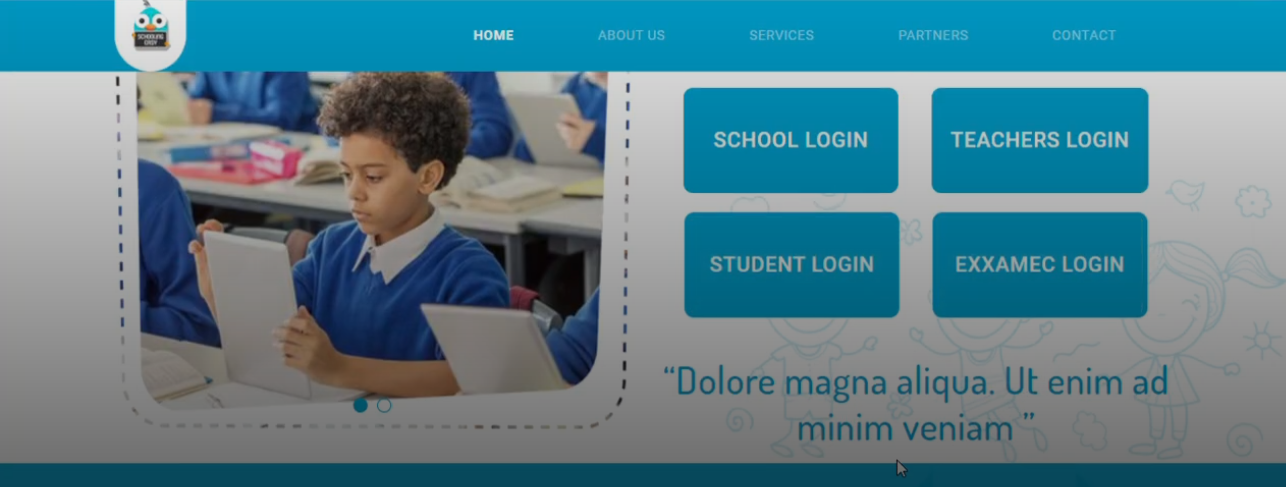 SCHOOLING
EASY
HOME ABOUT US SERVICES PARTNERS CONTACT
SCHOOL LOGIN TEACHERS LOGIN
STUDENT LOGIN EXXAMEC LOGIN
“Dolore magna aliqua. Ut enim ad
minim veniam”